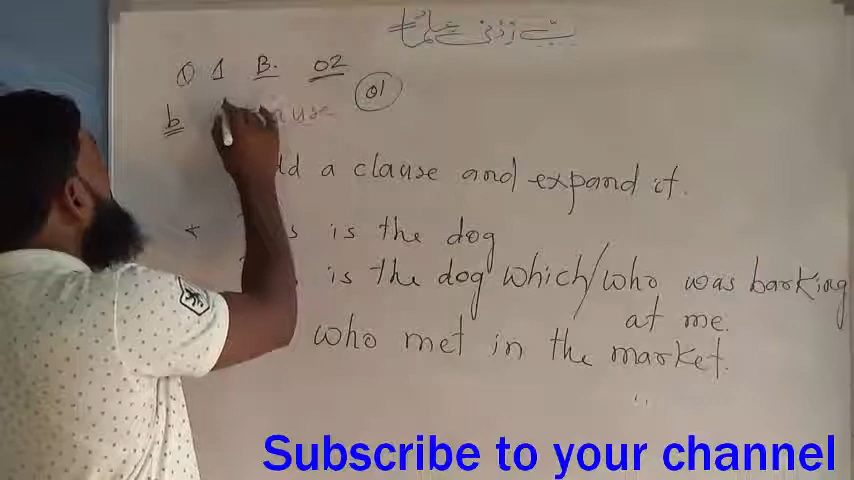 بِّ زِدْنِي عِلْمًا
Q 1 B. 02
b 01
a clause and expand it.
is the dog
is the dog which/who was barking
at me.
who met in the market.
Subscribe to your channel